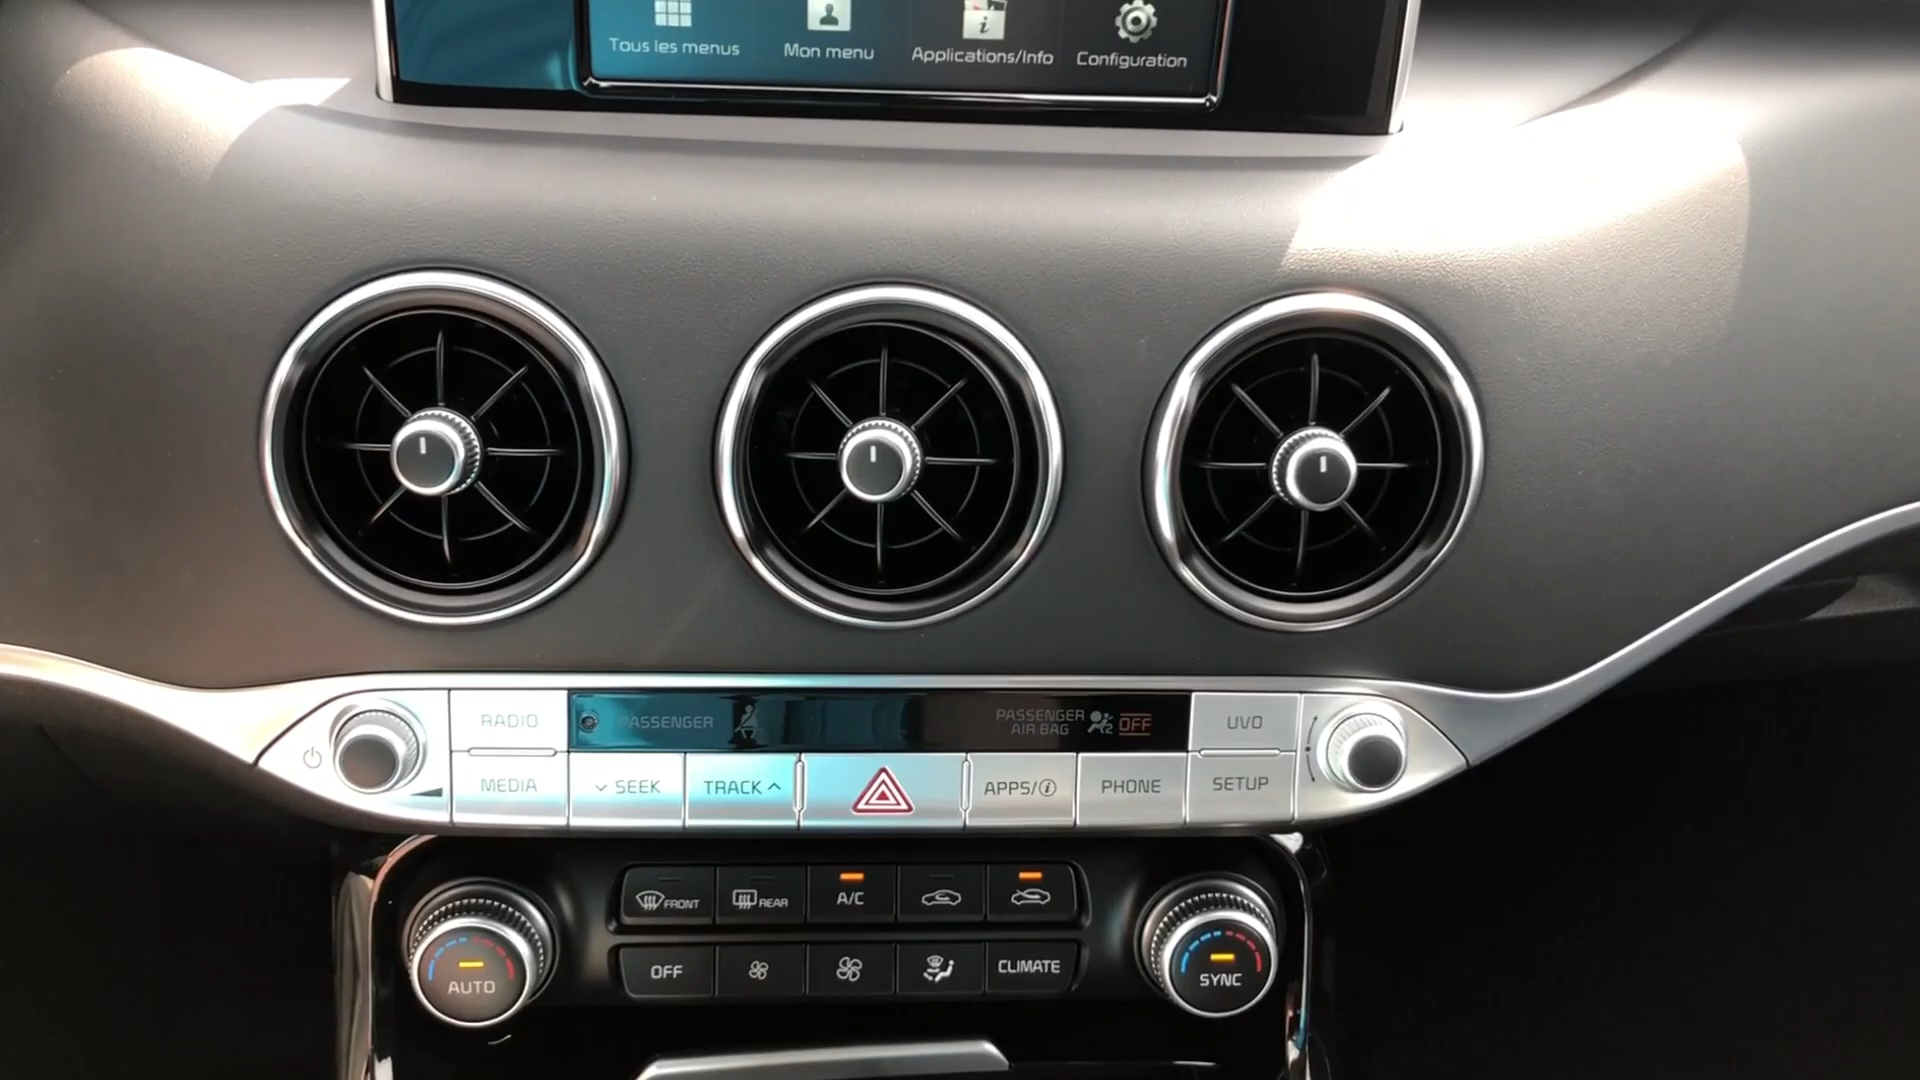 Tous les menus
Mon menu
Applications/Info
Configuration
RADIO
PASSENGER
PASSENGER
AIR BAG
OFF
UVO
MEDIA
SEEK
TRACK
APPS/i
PHONE
SETUP
FRONT
REAR
A/C
OFF
CLIMATE
AUTO
SYNC